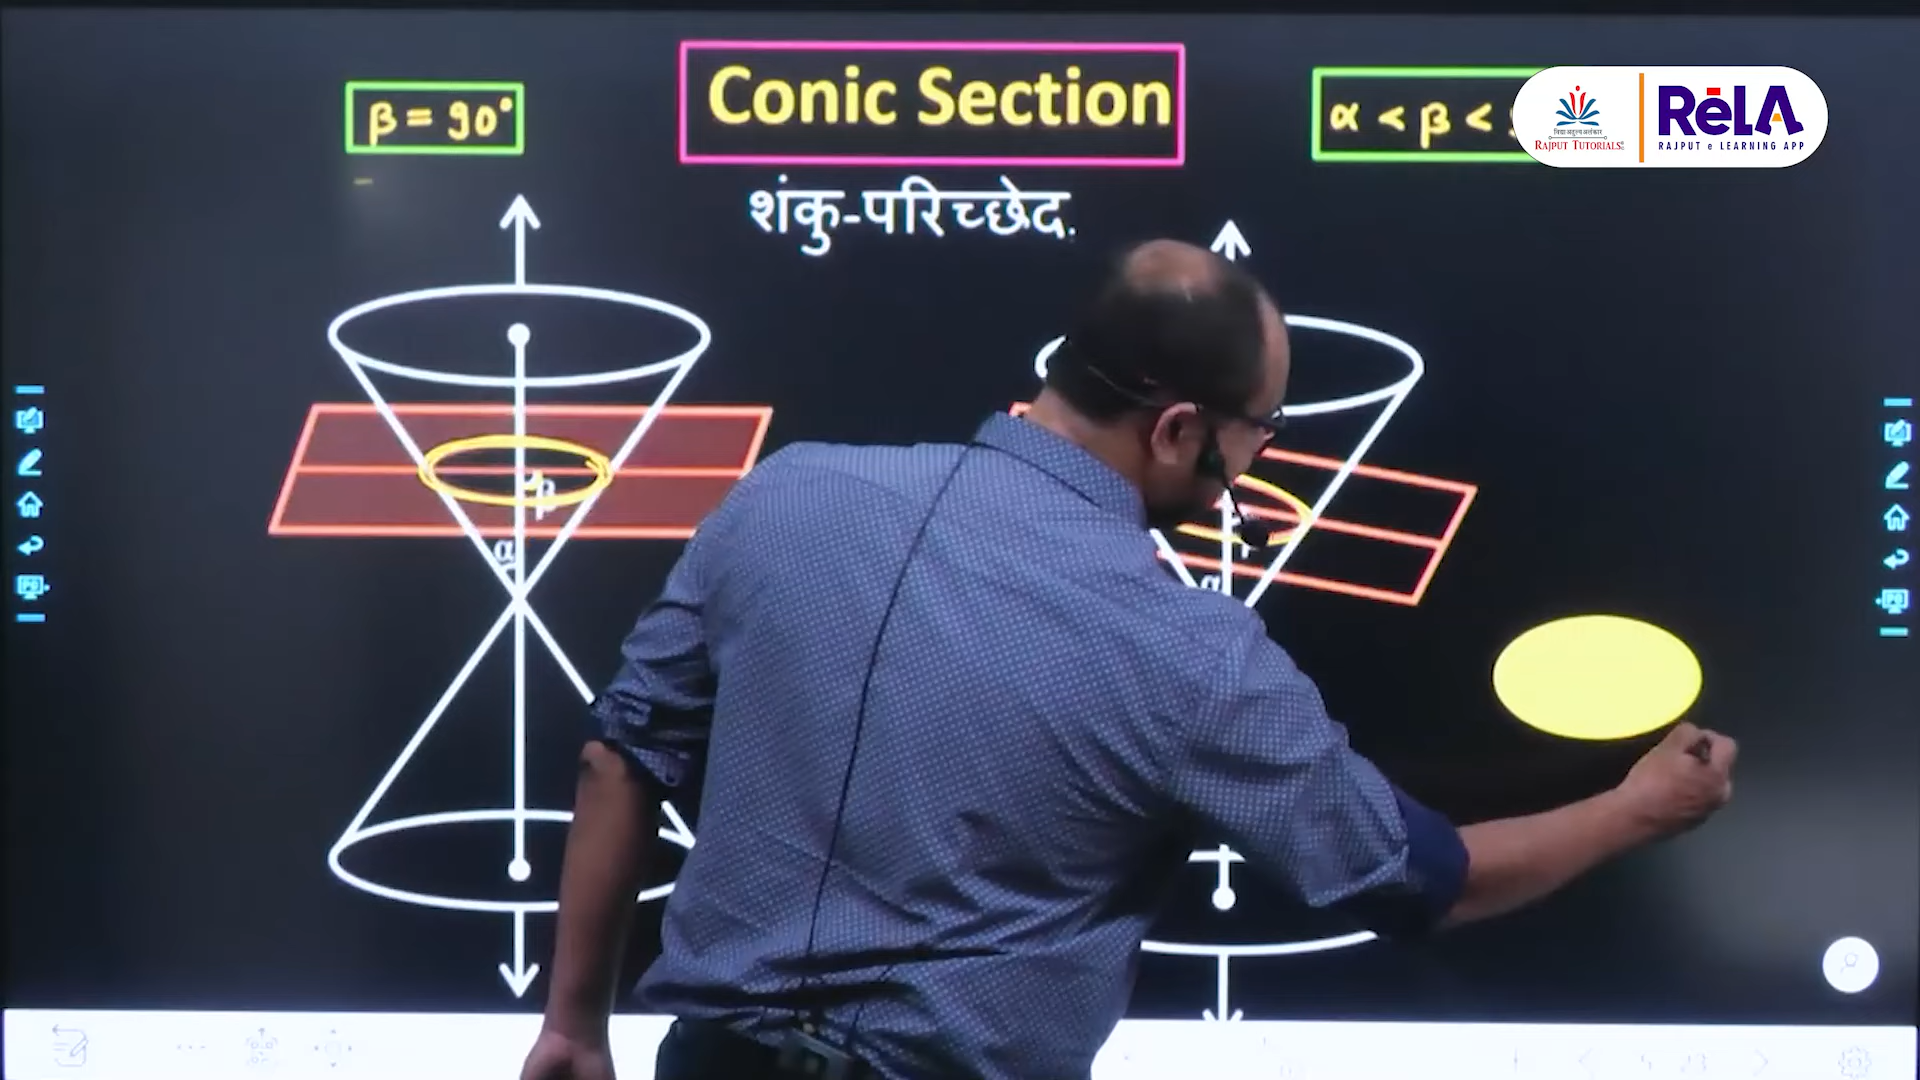 β = 90°
Conic Section
α < β <
शंकु-परिच्छेद.
RAJPUT TUTORIALS
RēLA
RAJPUT e LEARNING APP
β
α
α